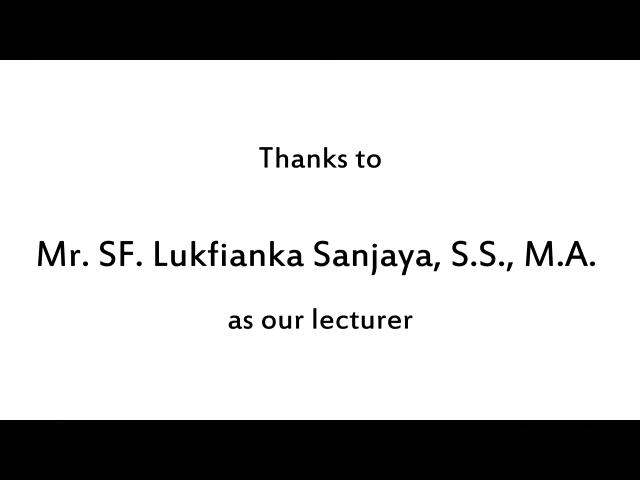 Thanks to
Mr. SF. Lukfianka Sanjaya, S.S., M.A.
as our lecturer